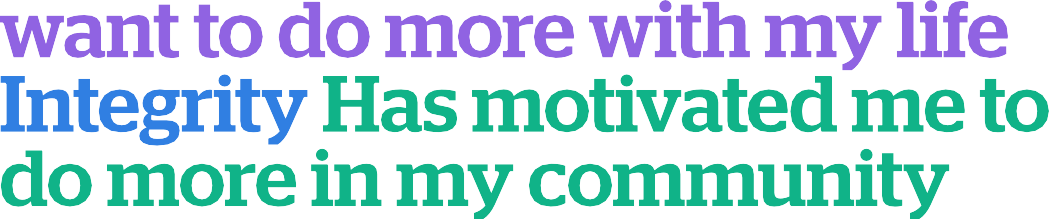 want to do more with my life
Integrity Has motivated me to
do more in my community